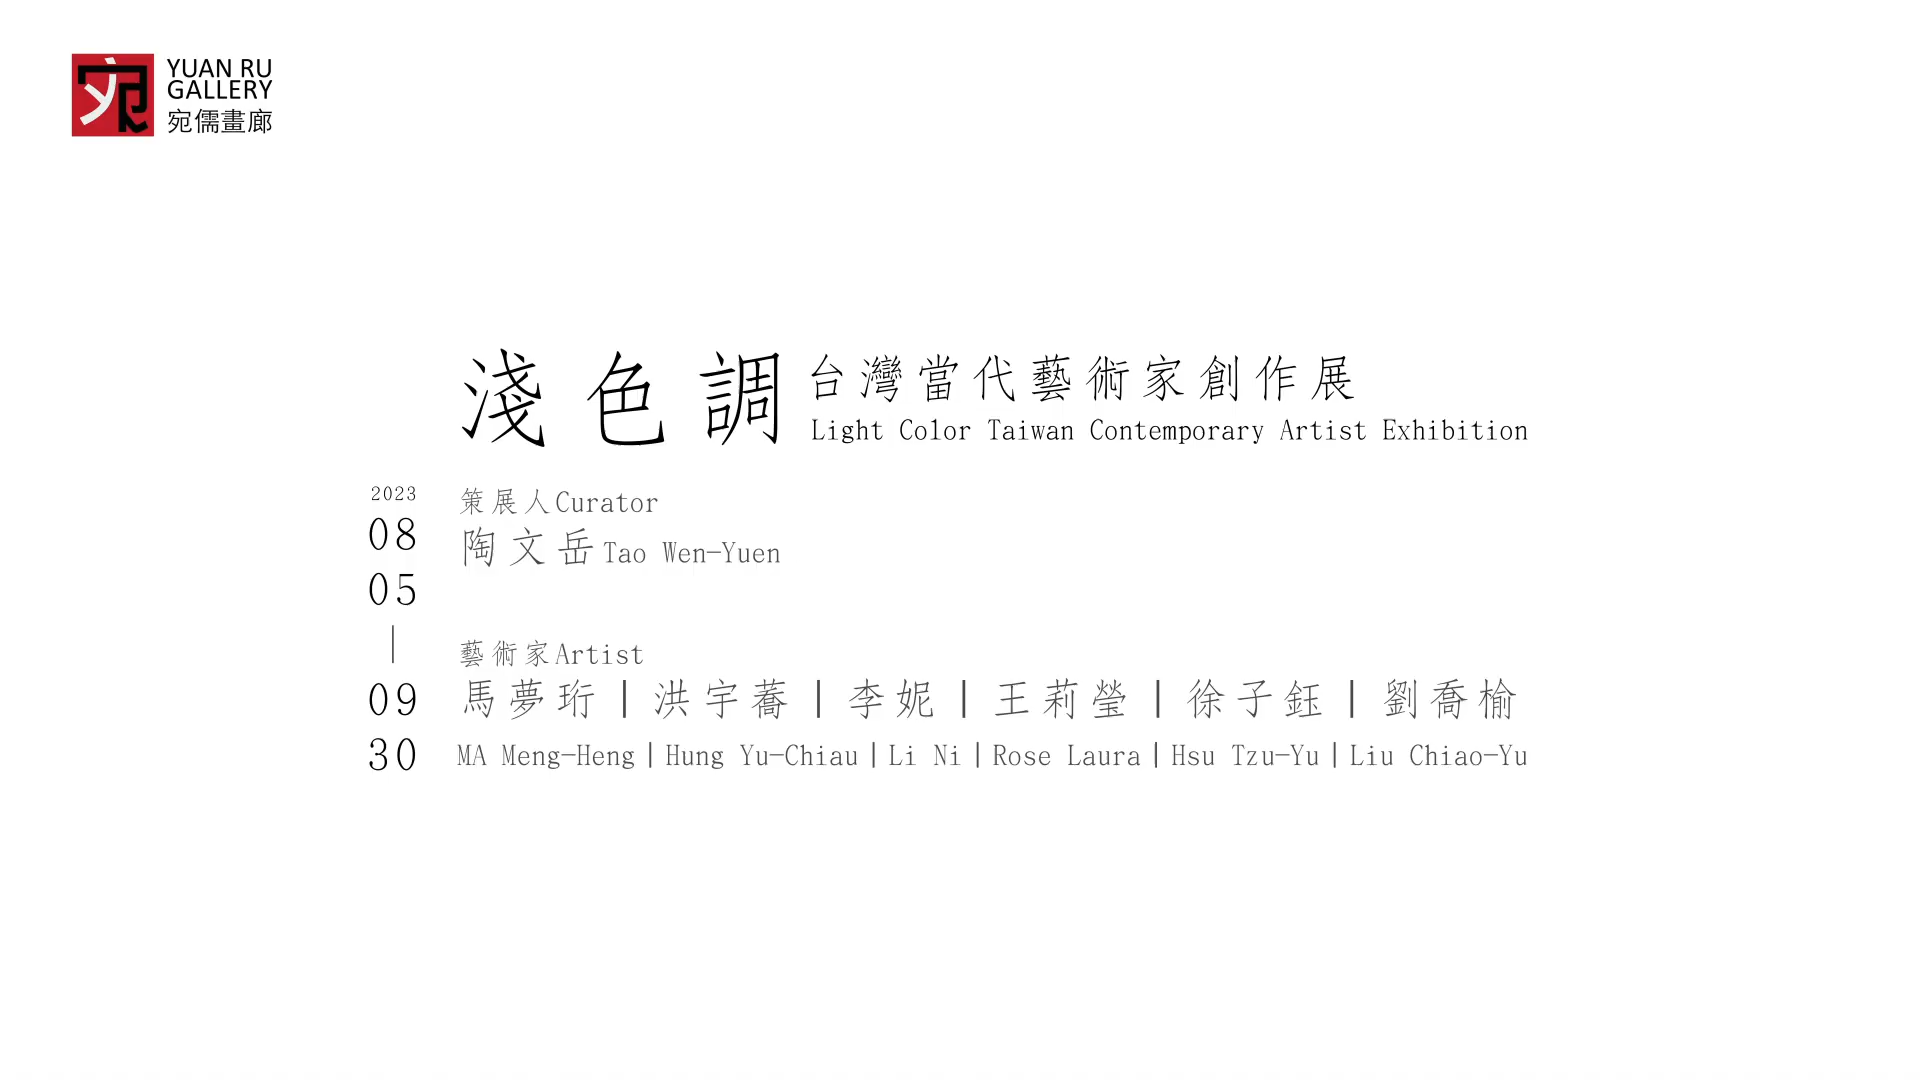 YUAN RU
GALLERY
宛儒畫廊
淺色調 台灣當代藝術家創作展
Light Color Taiwan Contemporary Artist Exhibition
2023
08
05
|
09
30
策展人Curator
陶文岳Tao Wen-Yuen
藝術家Artist
馬夢珩|洪宇蕎|李妮|王莉瑩|徐子鈺|劉喬榆
MA Meng-Heng|Hung Yu-Chiau|Li Ni|Rose Laura|Hsu Tzu-Yu|Liu Chiao-Yu